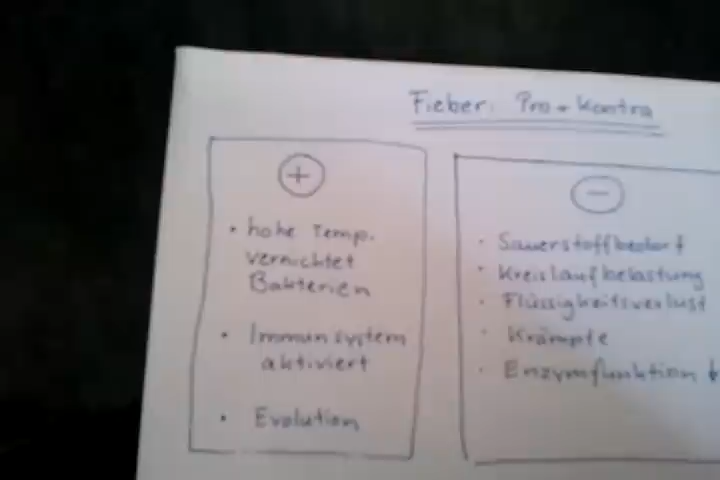 Fieber: Pro + Kontra
+
• hohe Temp.
vernichtet
Bakterien
• Immunsystem
aktiviert
• Evolution
−
• Sauerstoffbedarf
• Kreislaufbelastung
• Flüssigkeitsverlust
• Krämpfe
• Enzymfunktion ↓